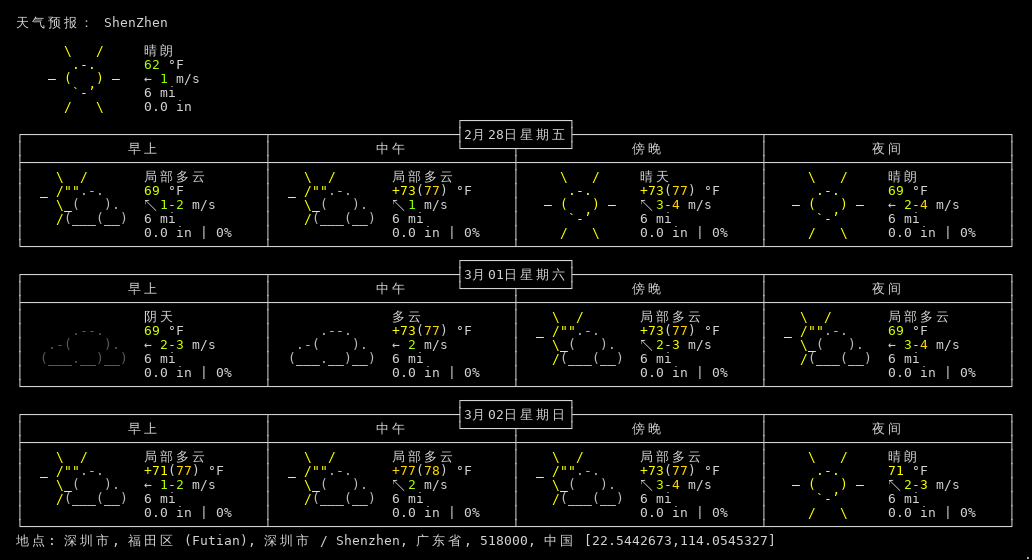 天气预报： ShenZhen
晴朗
62 °F
← 1 m/s
6 mi
0.0 in
2月28日星期五
早上 中午 傍晚 夜间
局部多云 局部多云 晴天 晴朗
69 °F +73(77) °F +73(77) °F 69 °F
↖ 1-2 m/s ↖ 1 m/s ↖ 3-4 m/s ← 2-4 m/s
6 mi 6 mi 6 mi 6 mi
0.0 in | 0% 0.0 in | 0% 0.0 in | 0% 0.0 in | 0%
3月01日星期六
早上 中午 傍晚 夜间
阴天 多云 局部多云 局部多云
69 °F +73(77) °F +73(77) °F 69 °F
← 2-3 m/s ← 2 m/s ↖ 2-3 m/s ← 3-4 m/s
6 mi 6 mi 6 mi 6 mi
0.0 in | 0% 0.0 in | 0% 0.0 in | 0% 0.0 in | 0%
3月02日星期日
早上 中午 傍晚 夜间
局部多云 局部多云 局部多云 晴朗
+71(77) °F +77(78) °F +73(77) °F 71 °F
← 1-2 m/s ↖ 2 m/s ↖ 3-4 m/s ↖ 2-3 m/s
6 mi 6 mi 6 mi 6 mi
0.0 in | 0% 0.0 in | 0% 0.0 in | 0% 0.0 in | 0%
地点: 深圳市, 福田区 (Futian), 深圳市 / Shenzhen, 广东省, 518000, 中国 [22.5442673,114.0545327]